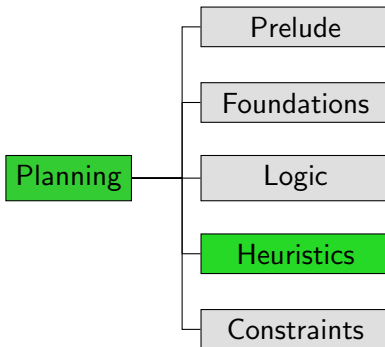 Prelude
Foundations
Planning
Logic
Heuristics
Constraints